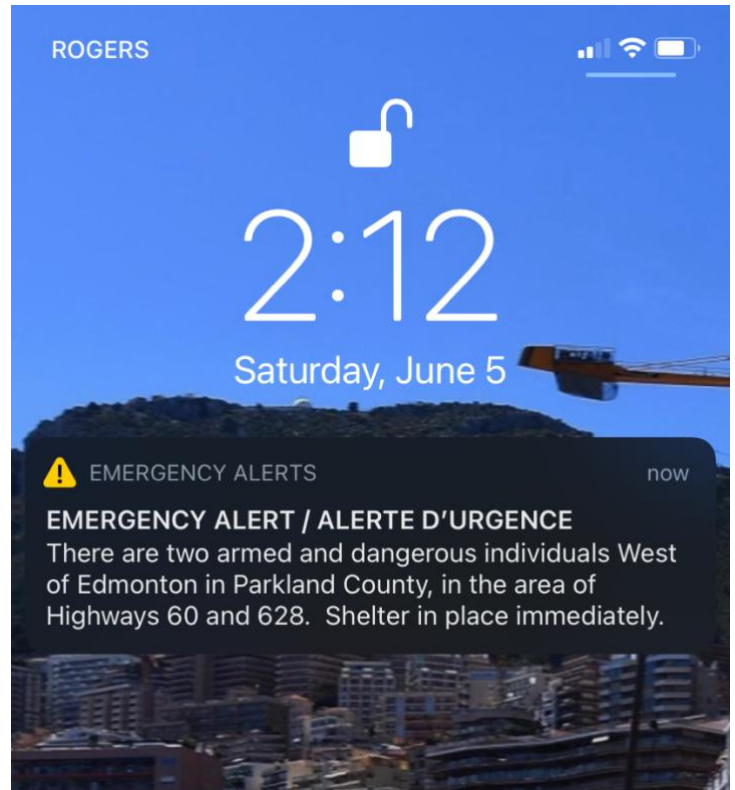 ROGERS
2:12
Saturday, June 5
EMERGENCY ALERTS now
EMERGENCY ALERT / ALERTE D'URGENCE
There are two armed and dangerous individuals West
of Edmonton in Parkland County, in the area of
Highways 60 and 628.  Shelter in place immediately.